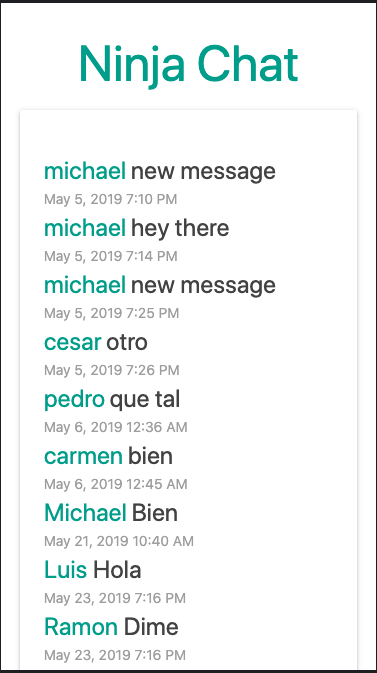 Ninja Chat
michael new message
May 5, 2019 7:10 PM
michael hey there
May 5, 2019 7:14 PM
michael new message
May 5, 2019 7:25 PM
cesar otro
May 5, 2019 7:26 PM
pedro que tal
May 6, 2019 12:36 AM
carmen bien
May 6, 2019 12:45 AM
Michael Bien
May 21, 2019 10:40 AM
Luis Hola
May 23, 2019 7:16 PM
Ramon Dime
May 23, 2019 7:16 PM